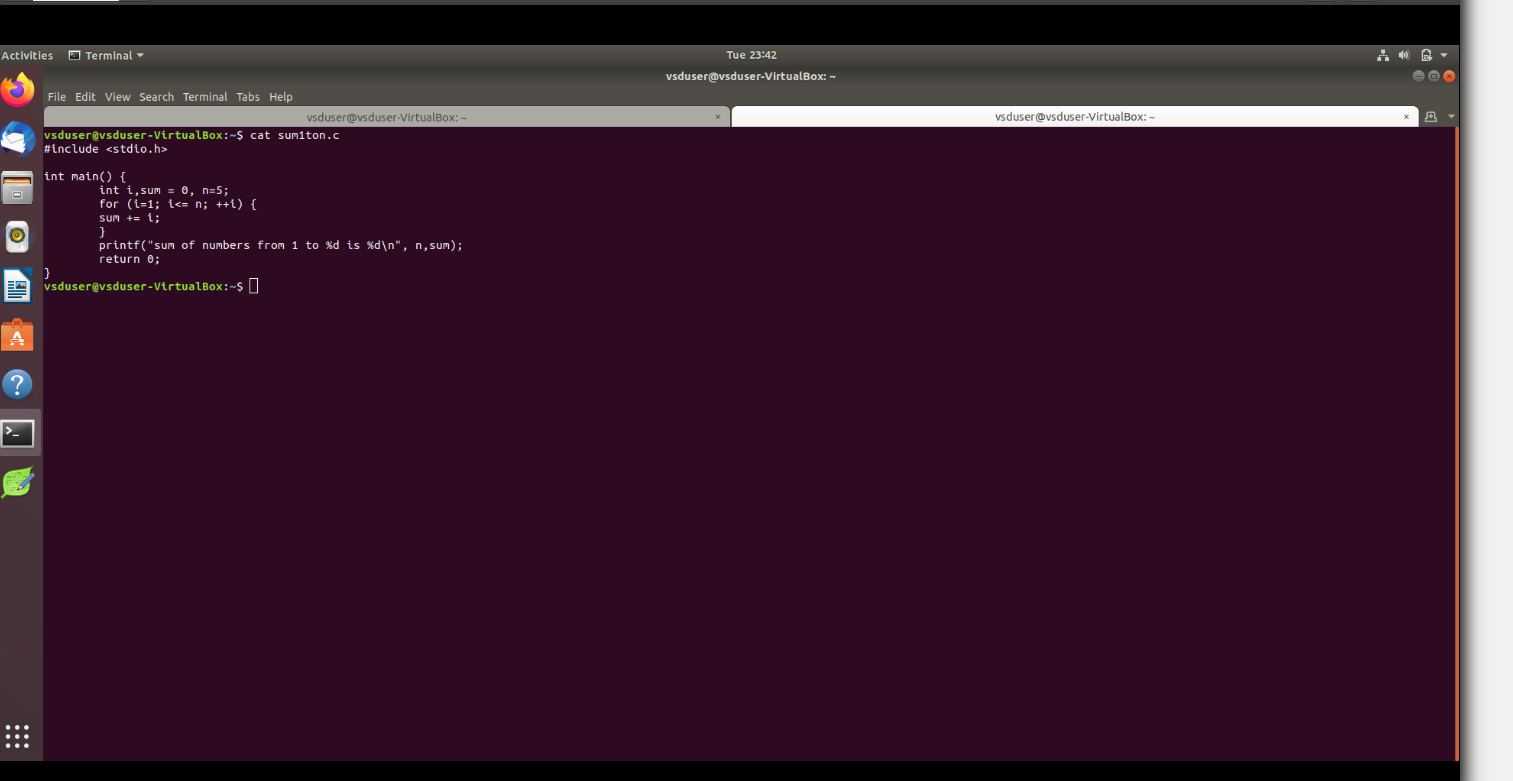 Activities Terminal Tue 23:42
vsduser@vsduser-VirtualBox: ~
File Edit View Search Terminal Tabs Help
vsduser@vsduser-VirtualBox: ~ × vsduser@vsduser-VirtualBox: ~ ×
vsduser@vsduser-VirtualBox:~$ cat sum1ton.c
#include <stdio.h>

int main() {
        int i,sum = 0, n=5;
        for (i=1; i<= n; ++i) {
        sum += i;
        }
        printf("sum of numbers from 1 to %d is %d\n", n,sum);
        return 0;
}
vsduser@vsduser-VirtualBox:~$